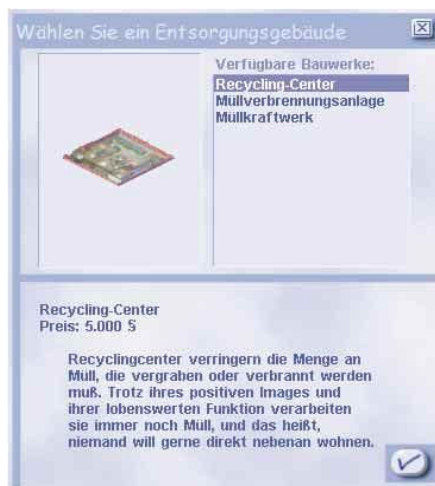 Wählen Sie ein Entsorgungsgebäude
Verfügbare Bauwerke:
Recycling-Center
Müllverbrennungsanlage
Müllkraftwerk
Recycling-Center
Preis: 5.000 §
Recyclingcenter verringern die Menge an
Müll, die vergraben oder verbrannt werden
muß. Trotz ihres positiven Images und
ihrer lobenswerten Funktion verarbeiten
sie immer noch Müll, und das heißt,
niemand will gerne direkt nebenan wohnen.